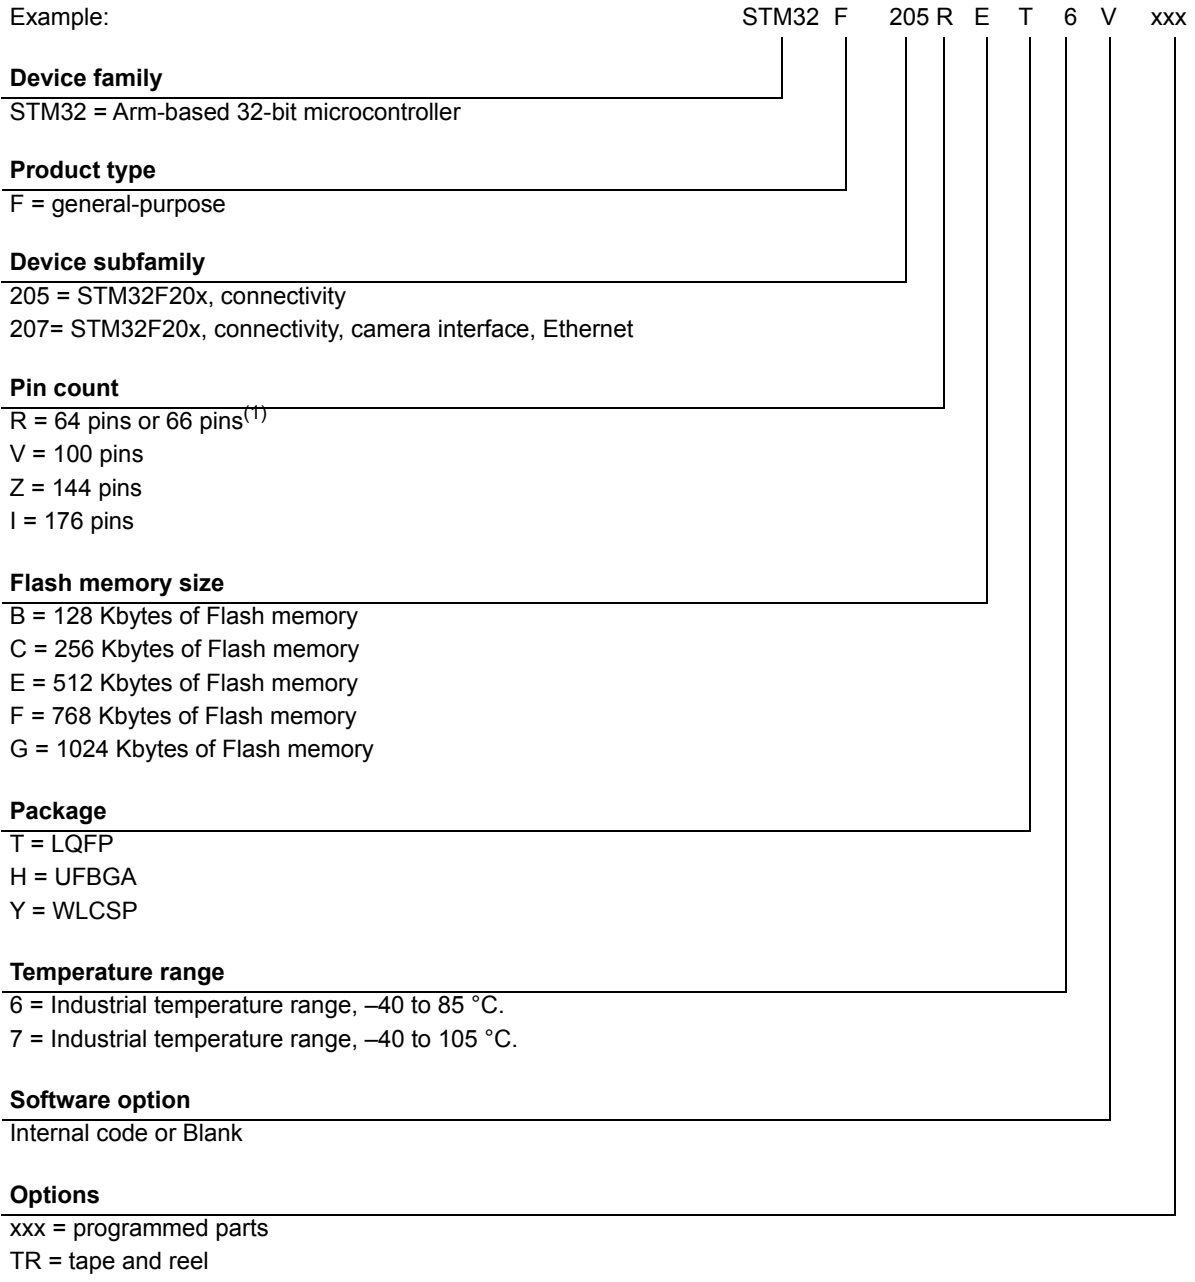 Example: STM32 F 205 R E T 6 V xxx
Device family
STM32 = Arm-based 32-bit microcontroller
Product type
F = general-purpose
Device subfamily
205 = STM32F20x, connectivity
207= STM32F20x, connectivity, camera interface, Ethernet
Pin count
R = 64 pins or 66 pins(1)
V = 100 pins
Z = 144 pins
I = 176 pins
Flash memory size
B = 128 Kbytes of Flash memory
C = 256 Kbytes of Flash memory
E = 512 Kbytes of Flash memory
F = 768 Kbytes of Flash memory
G = 1024 Kbytes of Flash memory
Package
T = LQFP
H = UFBGA
Y = WLCSP
Temperature range
6 = Industrial temperature range, –40 to 85 °C.
7 = Industrial temperature range, –40 to 105 °C.
Software option
Internal code or Blank
Options
xxx = programmed parts
TR = tape and reel